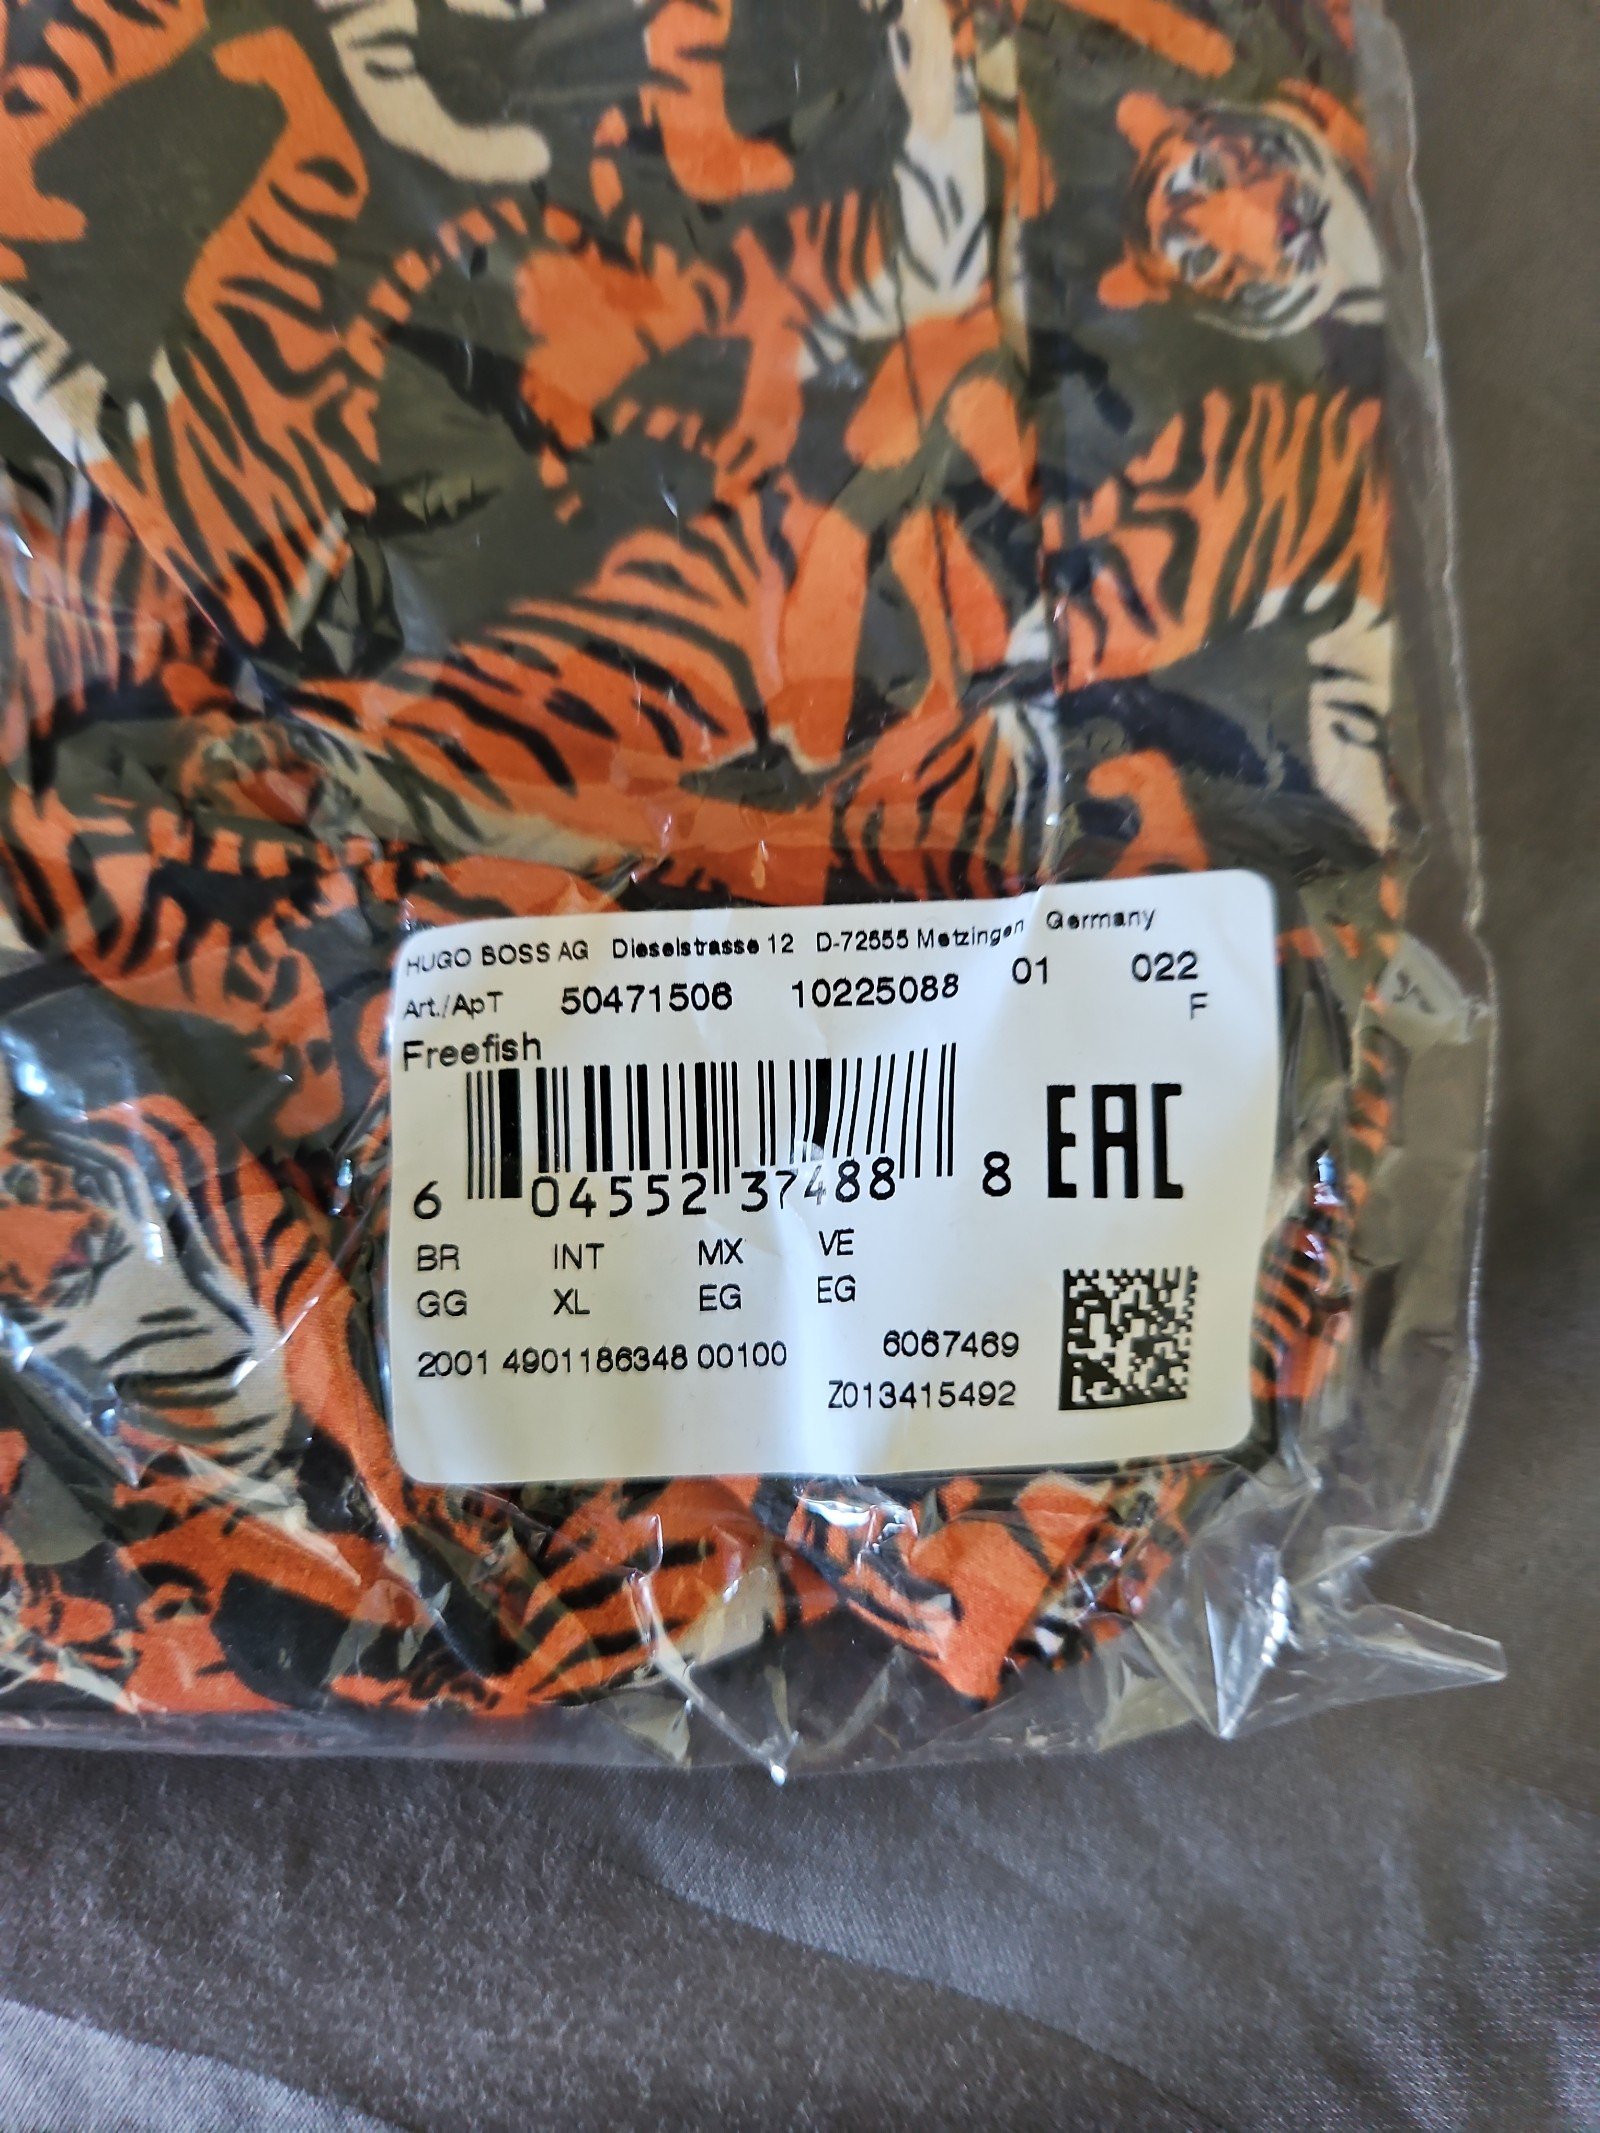 HUGO BOSS AG Dieselstrasse 12 D-72555 Metzingen Germany
Art./ApT 50471506 10225088 01 022
F
Freefish
6 04552 37488 8 EAC
BR INT MX VE
GG XL EG EG
2001 4901186348 00100 6067469
Z013415492